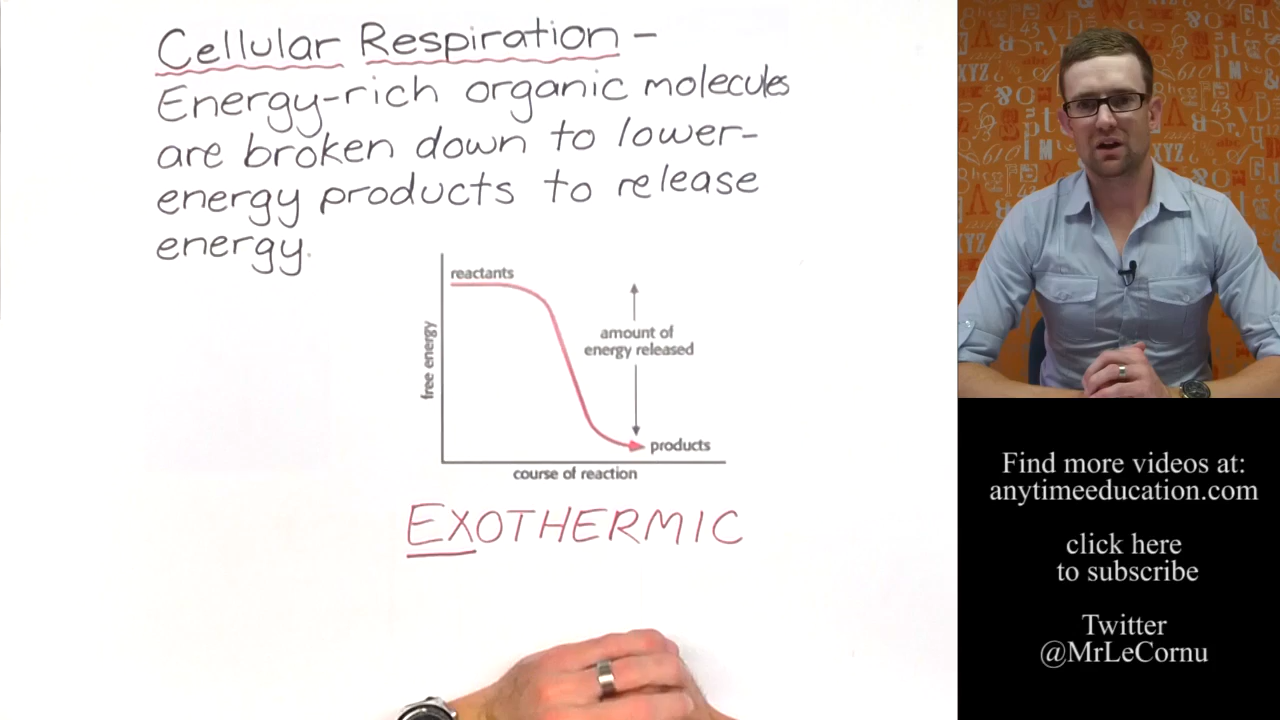 Cellular Respiration –
Energy-rich organic molecules
are broken down to lower-
energy products to release
energy.
reactants
free energy
amount of
energy released
products
course of reaction
EXOTHERMIC
Find more videos at:
anytimeeducation.com
click here
to subscribe
Twitter
@MrLeCornu